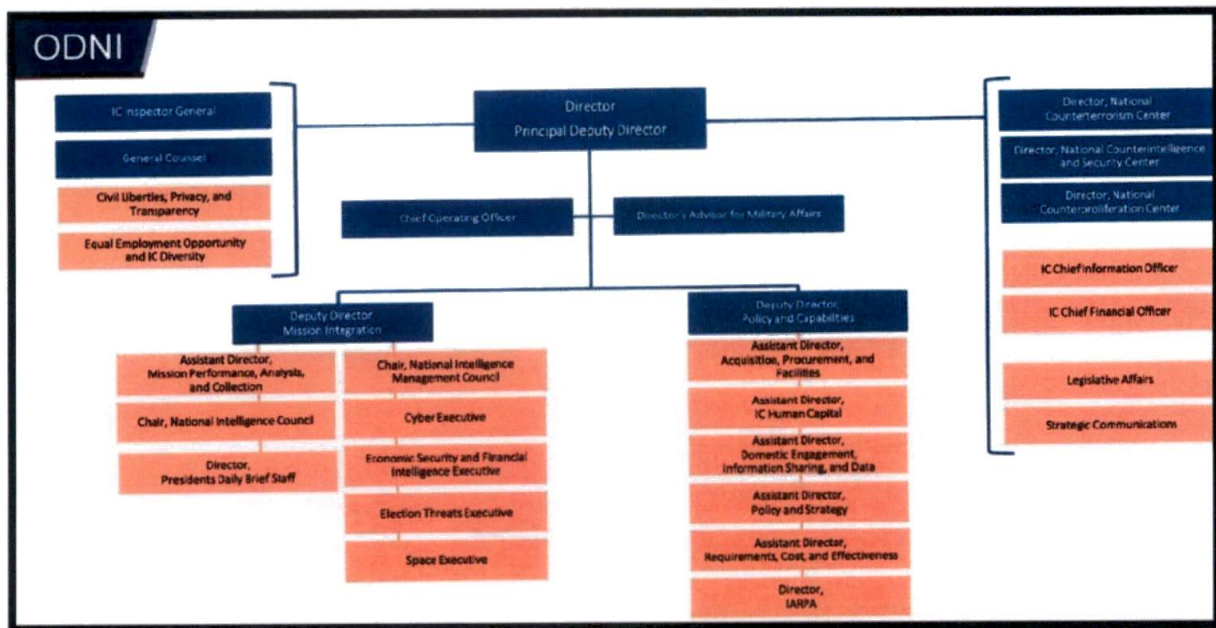 ODNI
IC Inspector General
General Counsel
Civil Liberties, Privacy, and
Transparency
Equal Employment Opportunity
and IC Diversity
Director
Principal Deputy Director
Chief Operating Officer
Director's Advisor for Military Affairs
Director, National
Counterterrorism Center
Director, National Counterintelligence
and Security Center
Director, National
Counterproliferation Center
IC Chief Information Officer
IC Chief Financial Officer
Legislative Affairs
Strategic Communications
Deputy Director,
Mission Integration
Assistant Director,
Mission Performance, Analysis,
and Collection
Chair, National Intelligence Council
Director,
Presidents Daily Brief Staff
Chair, National Intelligence
Management Council
Cyber Executive
Economic Security and Financial
Intelligence Executive
Election Threats Executive
Space Executive
Deputy Director,
Policy and Capabilities
Assistant Director,
Acquisition, Procurement, and
Facilities
Assistant Director,
IC Human Capital
Assistant Director,
Domestic Engagement,
Information Sharing, and Data
Assistant Director,
Policy and Strategy
Assistant Director,
Requirements, Cost, and Effectiveness
Director,
IARPA